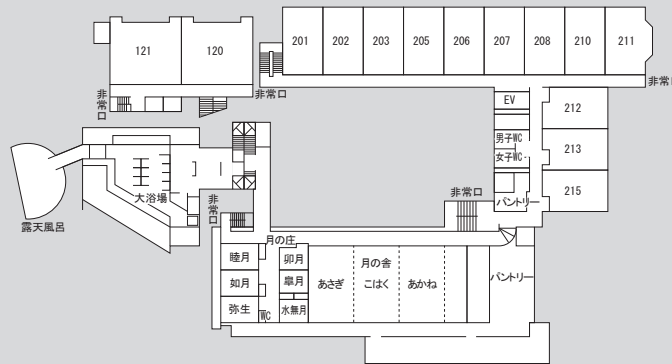 121
120
201
202
203
205
206
207
208
210
211
非常口
非常口
非常口
EV
212
男子WC
女子WC
213
215
パントリー
非常口
大浴場
露天風呂
非常口
月の庄
睦月
如月
弥生
WC
卯月
皐月
水無月
月の舎
あさぎ
こはく
あかね
パントリー